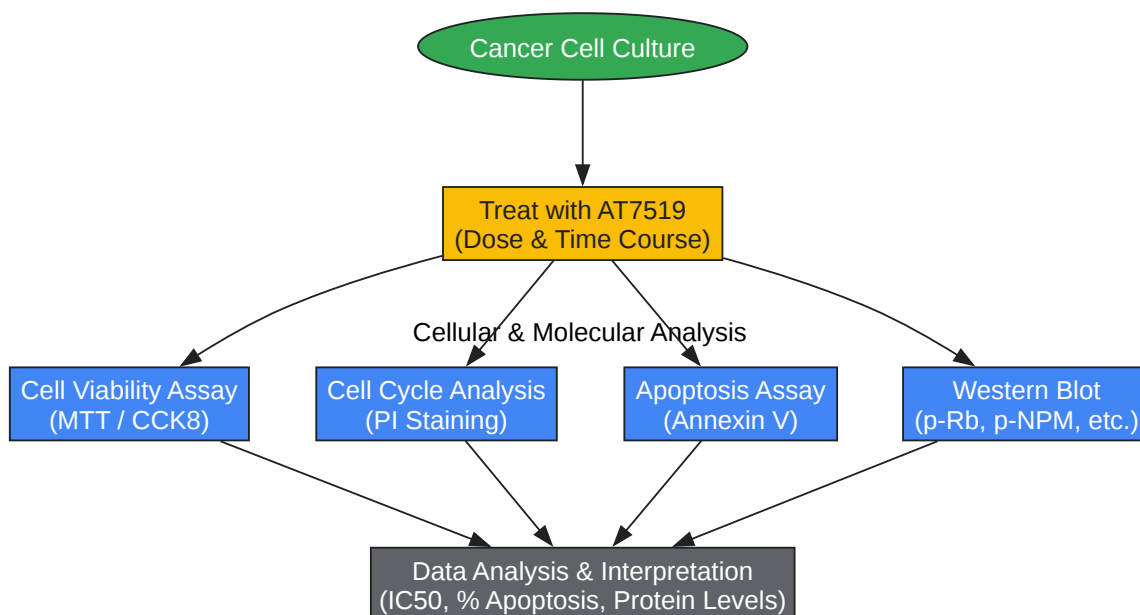 Cancer Cell Culture
Treat with AT7519
(Dose & Time Course)
Cellular & Molecular Analysis
Cell Viability Assay
(MTT / CCK8)
Cell Cycle Analysis
(PI Staining)
Apoptosis Assay
(Annexin V)
Western Blot
(p-Rb, p-NPM, etc.)
Data Analysis & Interpretation
(IC50, % Apoptosis, Protein Levels)